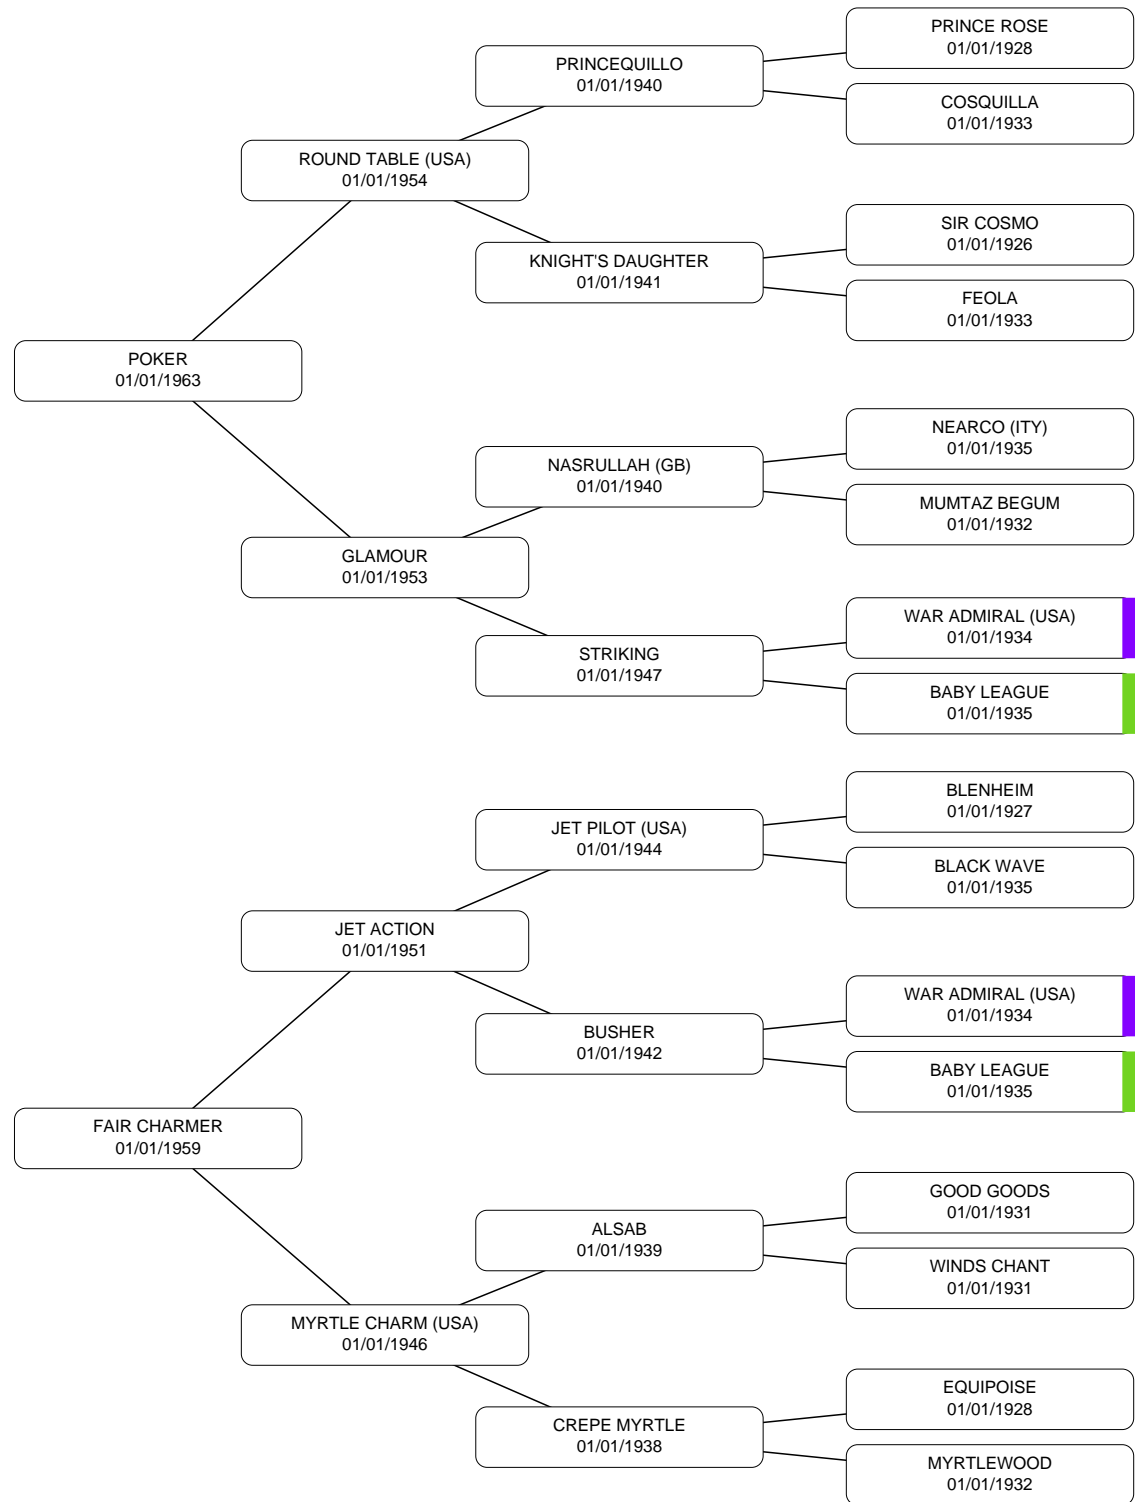 PRINCE ROSE
01/01/1928
PRINCEQUILLO
01/01/1940
COSQUILLA
01/01/1933
ROUND TABLE (USA)
01/01/1954
SIR COSMO
01/01/1926
KNIGHT'S DAUGHTER
01/01/1941
FEOLA
01/01/1933
POKER
01/01/1963
NEARCO (ITY)
01/01/1935
NASRULLAH (GB)
01/01/1940
MUMTAZ BEGUM
01/01/1932
GLAMOUR
01/01/1953
WAR ADMIRAL (USA)
01/01/1934
STRIKING
01/01/1947
BABY LEAGUE
01/01/1935
BLENHEIM
01/01/1927
JET PILOT (USA)
01/01/1944
BLACK WAVE
01/01/1935
JET ACTION
01/01/1951
WAR ADMIRAL (USA)
01/01/1934
BUSHER
01/01/1942
BABY LEAGUE
01/01/1935
FAIR CHARMER
01/01/1959
GOOD GOODS
01/01/1931
ALSAB
01/01/1939
WINDS CHANT
01/01/1931
MYRTLE CHARM (USA)
01/01/1946
EQUIPOISE
01/01/1928
CREPE MYRTLE
01/01/1938
MYRTLEWOOD
01/01/1932